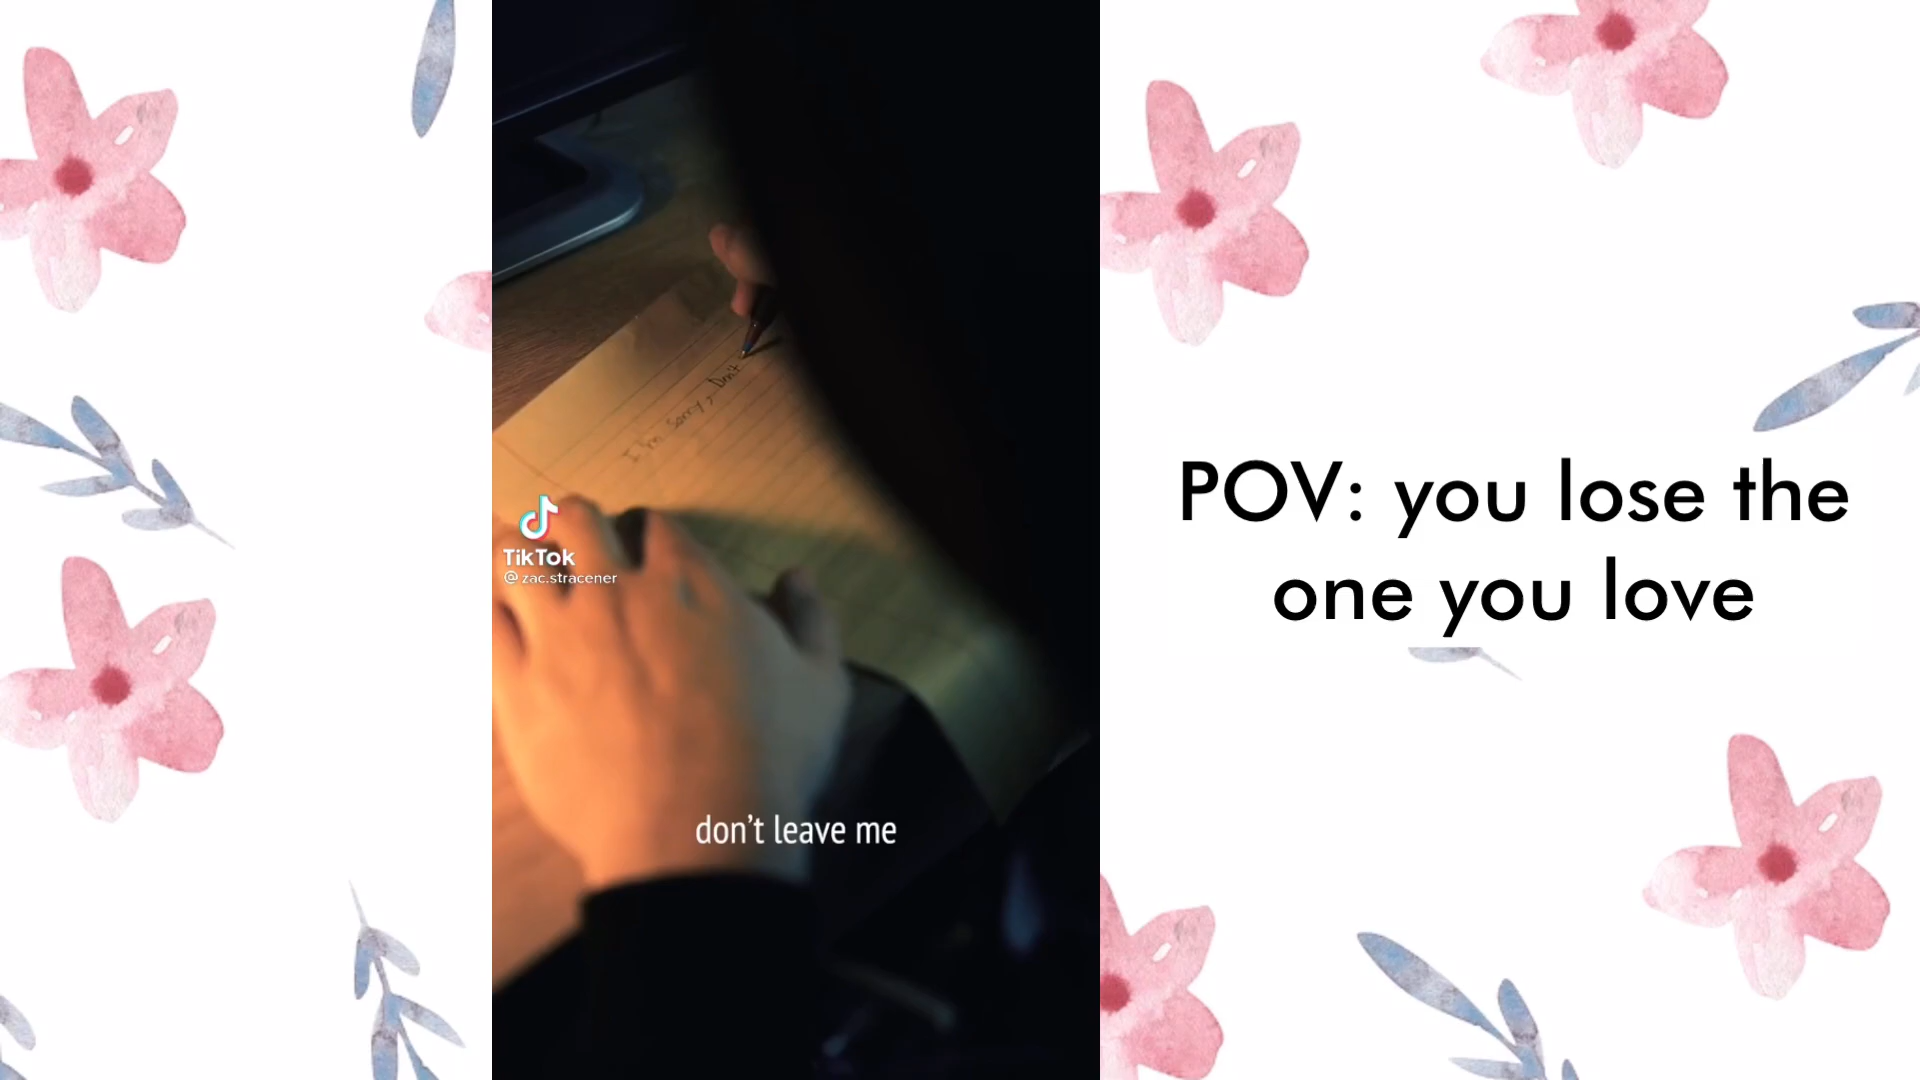 I'm sorry, Don't
TikTok
@zac.stracener
don't leave me
POV: you lose the
one you love